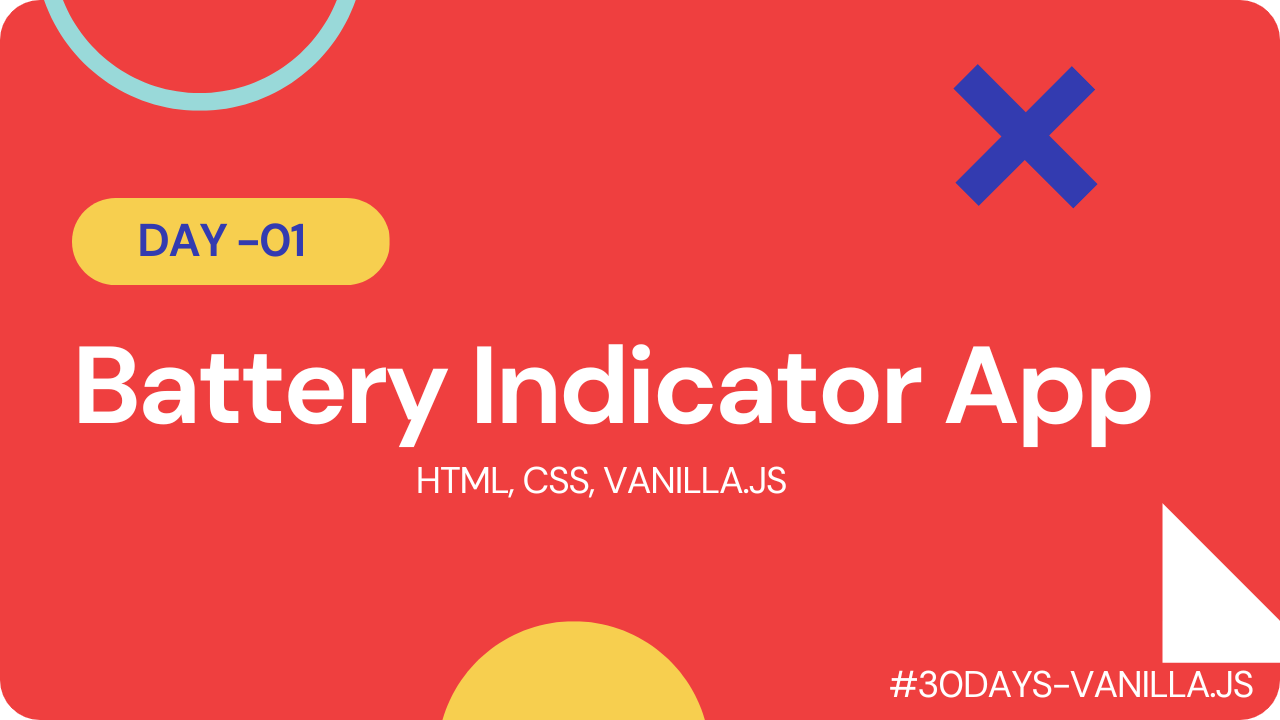 DAY -01
Battery Indicator App
HTML, CSS, VANILLA.JS
#30DAYS-VANILLA.JS